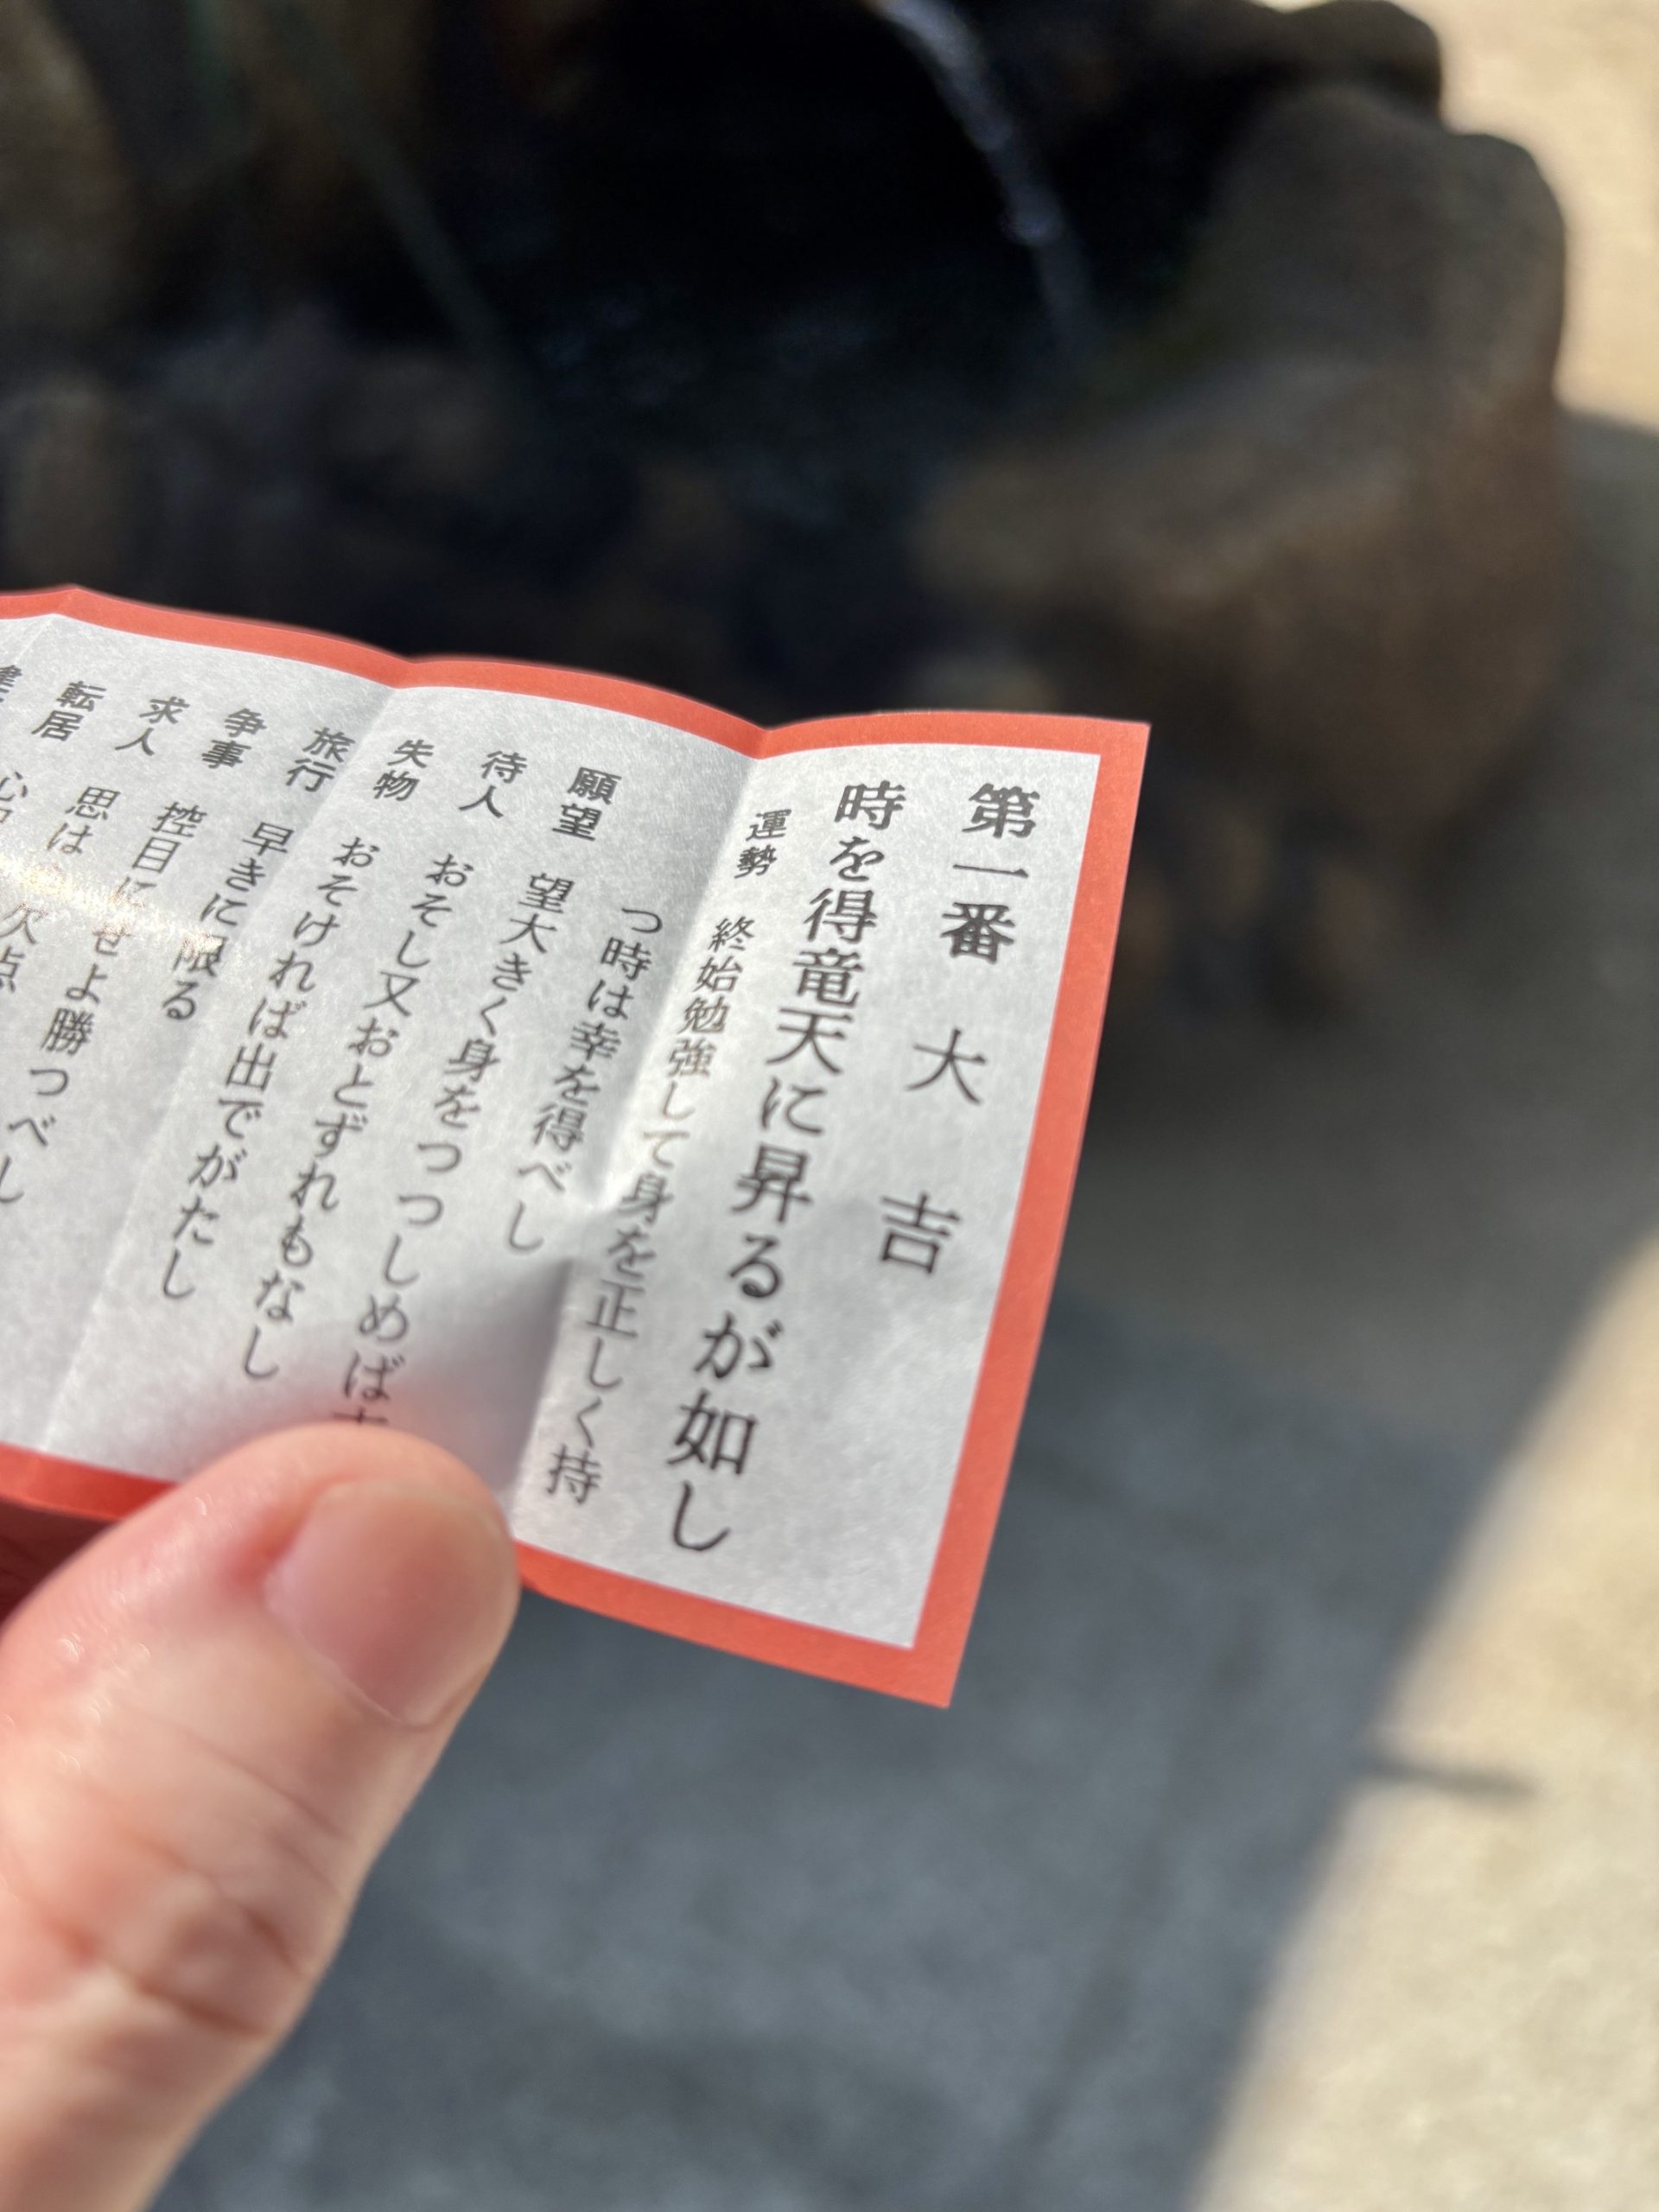 第一番 大吉
時を得竜天に昇るが如し
運勢 終始勉強して身を正しく持
つ時は幸を得べし
願望 望大きく身をつつしめば
待人 おそし又おとずれもなし
失物 おそければ出でがたし
旅行 早きに限る
争事 控目にせよ勝つべし
求人 思は 欠点
転居